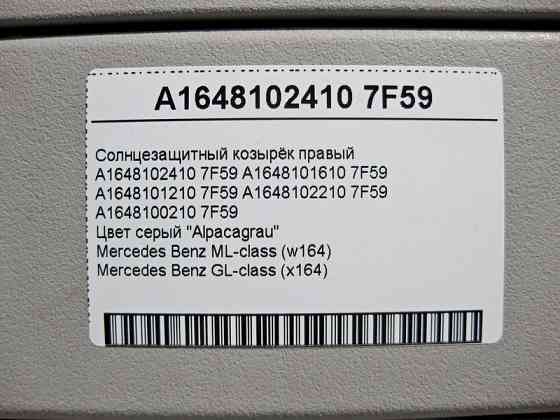 A1648102410 7F59
Солнцезащитный козырёк правый
A1648102410 7F59 A1648101610 7F59
A1648101210 7F59 A1648102210 7F59
A1648100210 7F59
Цвет серый "Alpacagrau"
Mercedes Benz ML-class (w164)
Mercedes Benz GL-class (x164)